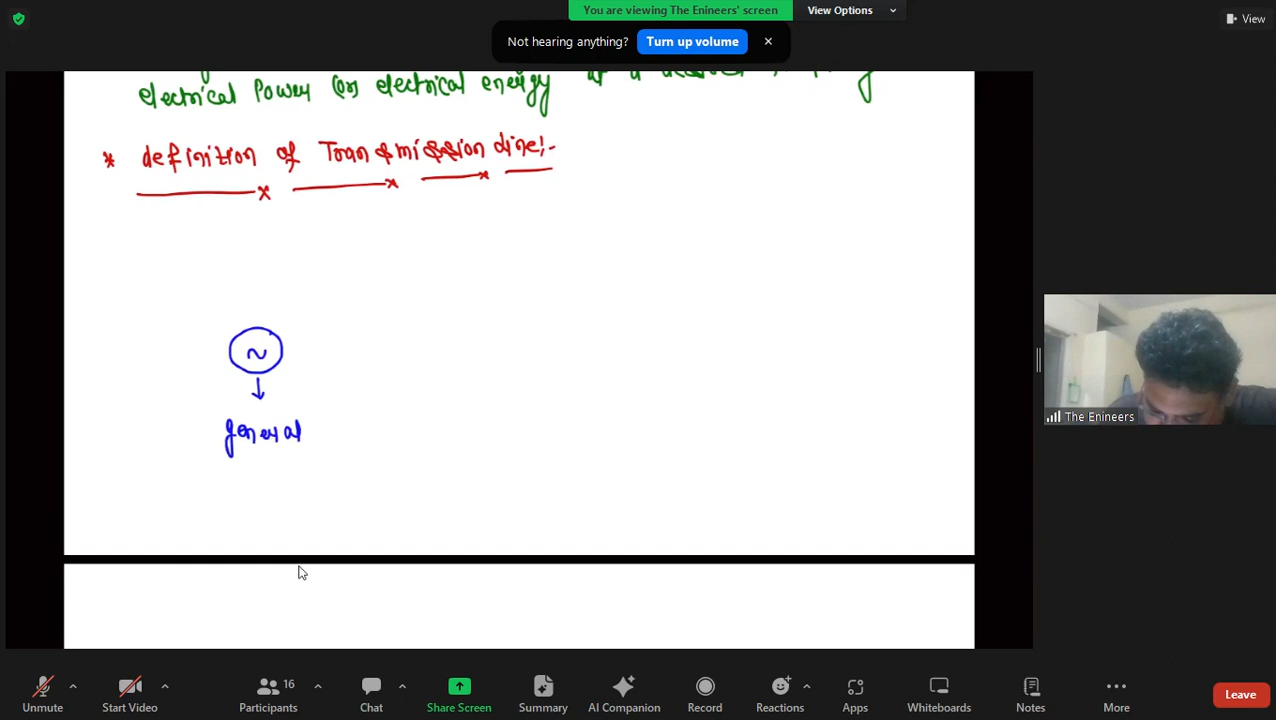 You are viewing The Enineers' screen
View Options
View
Not hearing anything?
Turn up volume
electrical Power (or) electrical energy at a
* definition of Transmission line:-
~
general
The Enineers
Unmute
Start Video
Participants
16
Chat
Share Screen
Summary
AI Companion
Record
Reactions
Apps
Whiteboards
Notes
More
Leave